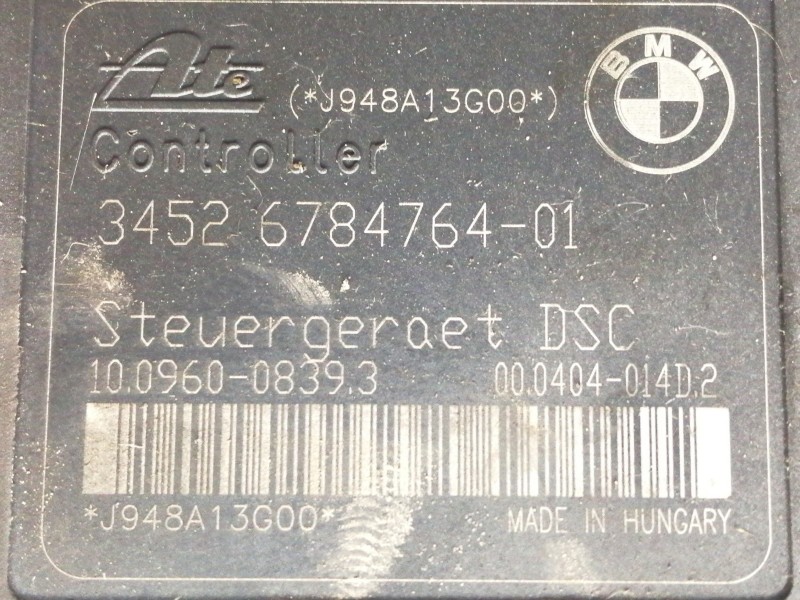 Ate
(*J948A13G00*)
BMW
Controller
3452 6784764-01
Steuergeraet DSC
10.0960-0839.3 00.0404-014D.2
*J948A13G00* MADE IN HUNGARY